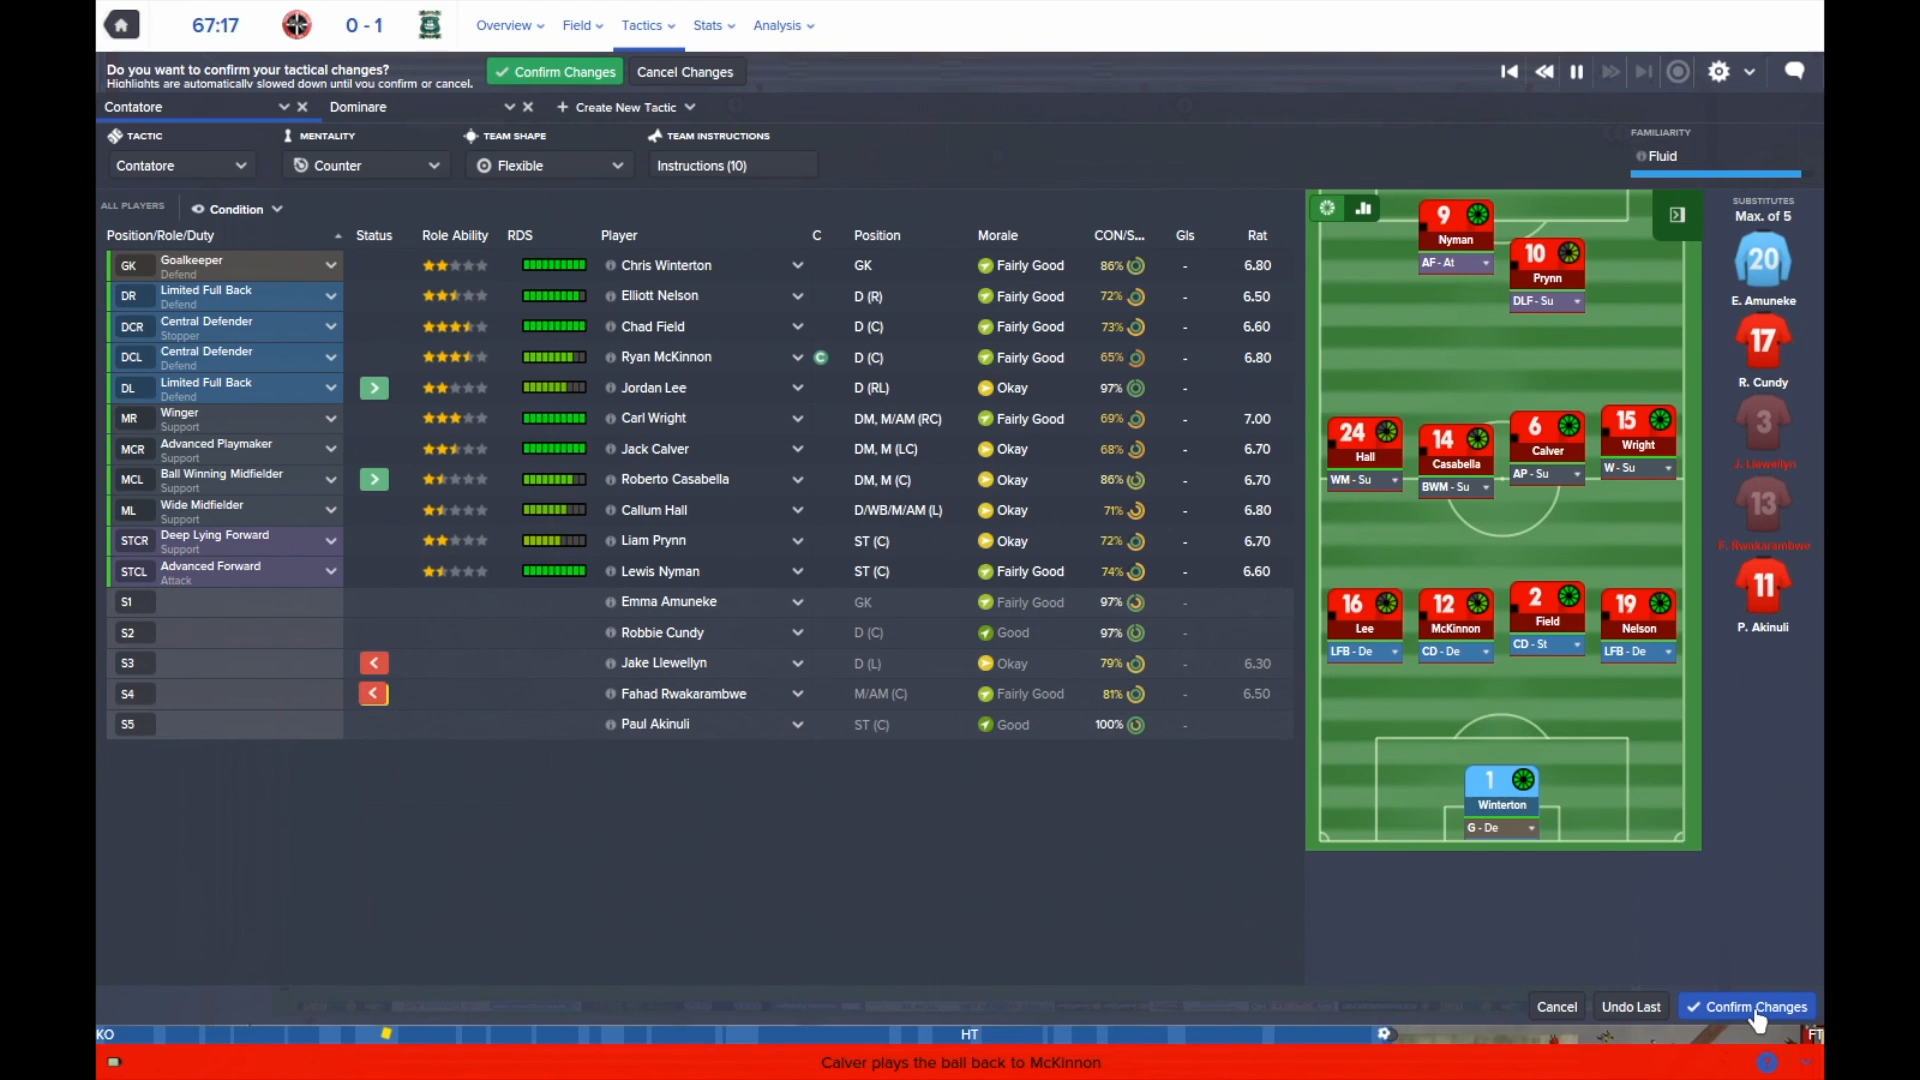 67:17 0 - 1 Overview Field Tactics Stats Analysis
Do you want to confirm your tactical changes? Confirm Changes Cancel Changes
Highlights are automatically slowed down until you confirm or cancel.
Contatore Dominare + Create New Tactic
TACTIC MENTALITY TEAM SHAPE TEAM INSTRUCTIONS FAMILIARITY
Contatore Counter Flexible Instructions (10) Fluid
ALL PLAYERS Condition
Position/Role/Duty Status Role Ability RDS Player C Position Morale CON/S... Gls Rat
GK Goalkeeper Defend Chris Winterton GK Fairly Good 86% - 6.80
DR Limited Full Back Defend Elliott Nelson D (R) Fairly Good 72% - 6.50
DCR Central Defender Stopper Chad Field D (C) Fairly Good 73% - 6.60
DCL Central Defender Defend Ryan McKinnon C D (C) Fairly Good 65% - 6.80
DL Limited Full Back Defend Jordan Lee D (RL) Okay 97% -
MR Winger Support Carl Wright DM, M/AM (RC) Fairly Good 69% - 7.00
MCR Advanced Playmaker Support Jack Calver DM, M (LC) Okay 68% - 6.70
MCL Ball Winning Midfielder Support Roberto Casabella DM, M (C) Okay 86% - 6.70
ML Wide Midfielder Support Callum Hall D/WB/M/AM (L) Okay 71% - 6.80
STCR Deep Lying Forward Support Liam Prynn ST (C) Okay 72% - 6.70
STCL Advanced Forward Attack Lewis Nyman ST (C) Fairly Good 74% - 6.60
S1 Emma Amuneke GK Fairly Good 97% -
S2 Robbie Cundy D (C) Good 97% -
S3 Jake Llewellyn D (L) Okay 79% - 6.30
S4 Fahad Rwakarambwe M/AM (C) Fairly Good 81% - 6.50
S5 Paul Akinuli ST (C) Good 100% -
9
Nyman
AF - At
10
Prynn
DLF - Su
24
Hall
WM - Su
14
Casabella
BWM - Su
6
Calver
AP - Su
15
Wright
W - Su
16
Lee
LFB - De
12
McKinnon
CD - De
2
Field
CD - St
19
Nelson
LFB - De
1
Winterton
G - De
SUBSTITUTES
Max. of 5
20
E. Amuneke
17
R. Cundy
3
J. Llewellyn
13
F. Rwakarambwe
11
P. Akinuli
Cancel Undo Last Confirm Changes
KO HT FT
Calver plays the ball back to McKinnon